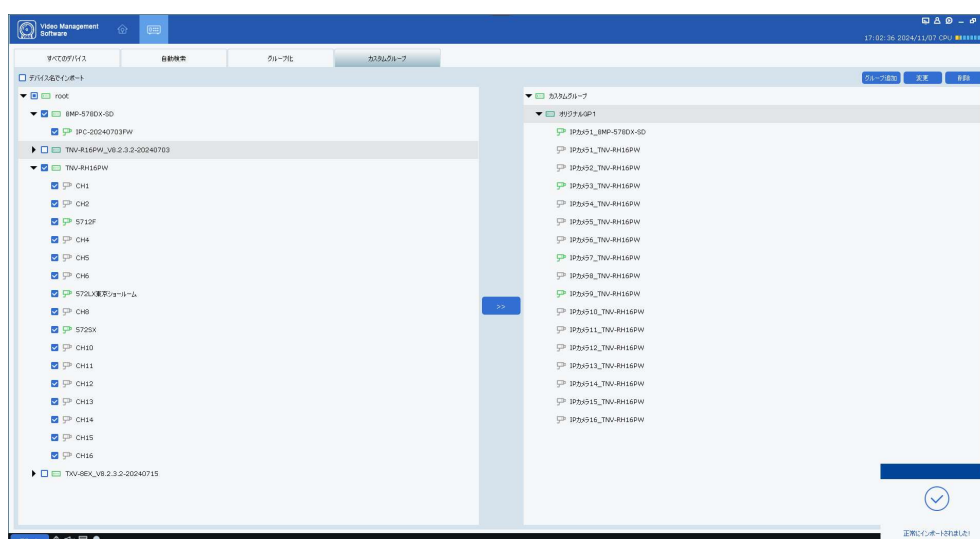 Video Management
Software
17:02:36 2024/11/07 CPU
すべてのデバイス 自動検索 グループ化 カスタムグループ
デバイス名でインポート
グループ追加 変更 削除
root
8MP-578DX-SD
IPC-20240703FW
TNV-R16PW_V8.2.3.2-20240703
TNV-RH16PW
CH1
CH2
5712F
CH4
CH5
CH6
572LX東京ショールーム
CH8
572SX
CH10
CH11
CH12
CH13
CH14
CH15
CH16
TXV-8EX_V8.2.3.2-20240715
>>
カスタムグループ
オリジナルGP1
IPカメラ1_8MP-578DX-SD
IPカメラ1_TNV-RH16PW
IPカメラ2_TNV-RH16PW
IPカメラ3_TNV-RH16PW
IPカメラ4_TNV-RH16PW
IPカメラ5_TNV-RH16PW
IPカメラ6_TNV-RH16PW
IPカメラ7_TNV-RH16PW
IPカメラ8_TNV-RH16PW
IPカメラ9_TNV-RH16PW
IPカメラ10_TNV-RH16PW
IPカメラ11_TNV-RH16PW
IPカメラ12_TNV-RH16PW
IPカメラ13_TNV-RH16PW
IPカメラ14_TNV-RH16PW
IPカメラ15_TNV-RH16PW
IPカメラ16_TNV-RH16PW
正常にインポートされました!